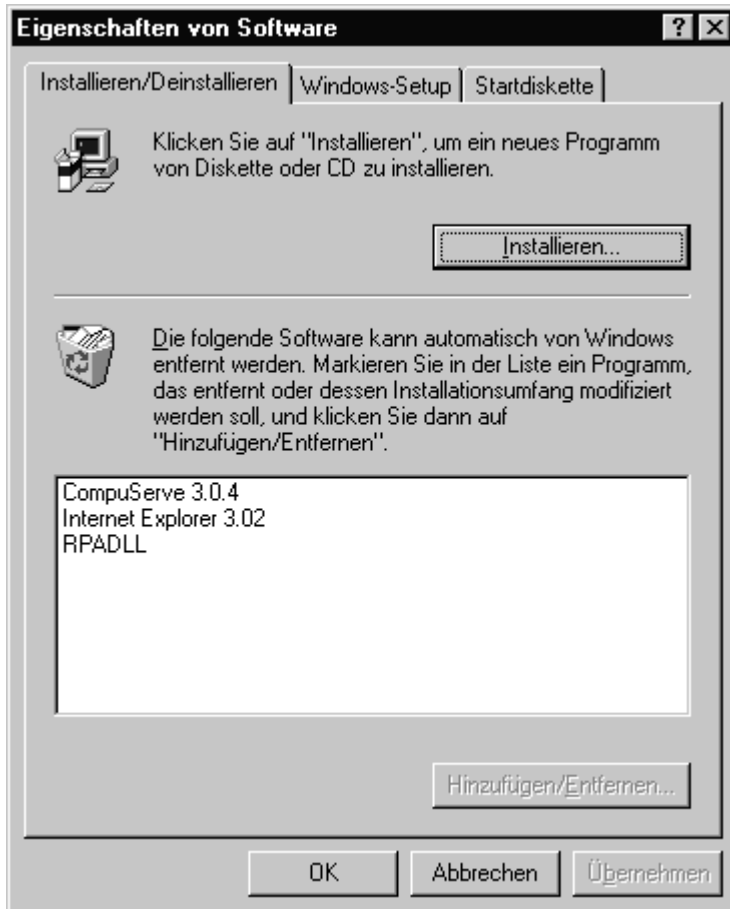 Eigenschaften von Software
Installieren/Deinstallieren Windows-Setup Startdiskette
Klicken Sie auf "Installieren", um ein neues Programm
von Diskette oder CD zu installieren.
Installieren...
Die folgende Software kann automatisch von Windows
entfernt werden. Markieren Sie in der Liste ein Programm,
das entfernt oder dessen Installationsumfang modifiziert
werden soll, und klicken Sie dann auf
"Hinzufügen/Entfernen".
CompuServe 3.0.4
Internet Explorer 3.02
RPADLL
Hinzufügen/Entfernen...
OK Abbrechen Übernehmen